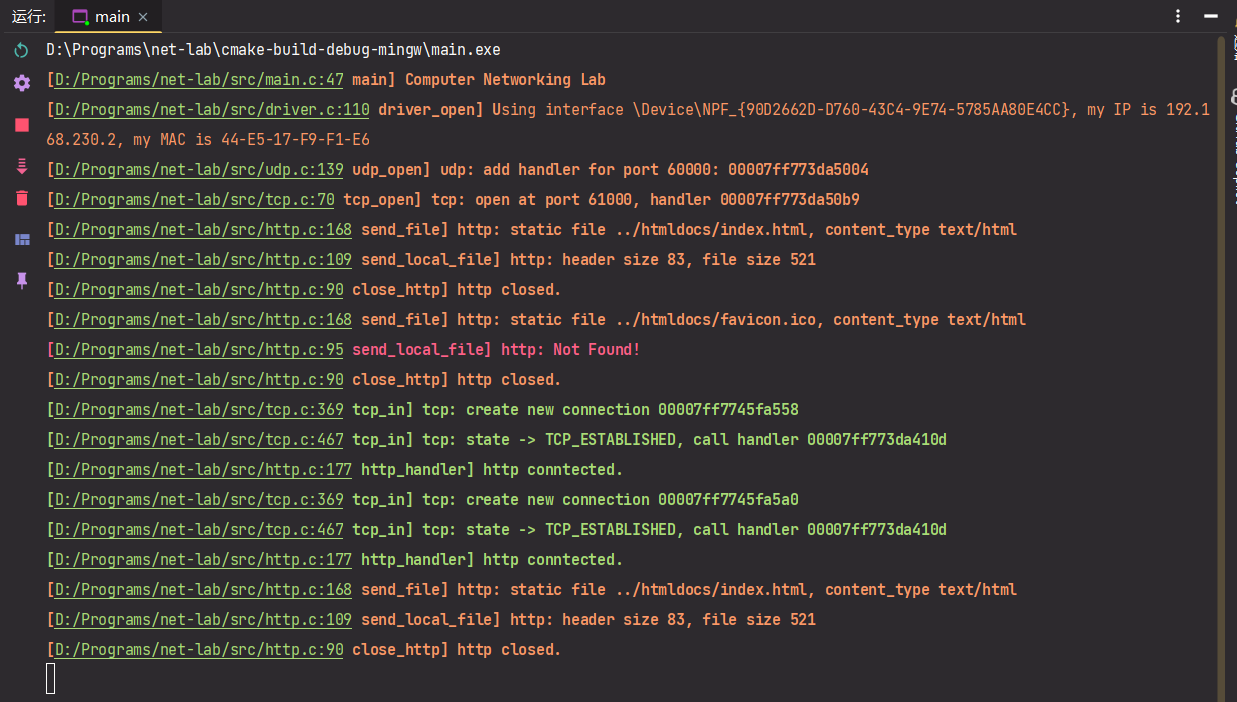 运行: main ×
D:\Programs\net-lab\cmake-build-debug-mingw\main.exe
[D:/Programs/net-lab/src/main.c:47 main] Computer Networking Lab
[D:/Programs/net-lab/src/driver.c:110 driver_open] Using interface \Device\NPF_{90D2662D-D760-43C4-9E74-5785AA80E4CC}, my IP is 192.1
68.230.2, my MAC is 44-E5-17-F9-F1-E6
[D:/Programs/net-lab/src/udp.c:139 udp_open] udp: add handler for port 60000: 00007ff773da5004
[D:/Programs/net-lab/src/tcp.c:70 tcp_open] tcp: open at port 61000, handler 00007ff773da50b9
[D:/Programs/net-lab/src/http.c:168 send_file] http: static file ../htmldocs/index.html, content_type text/html
[D:/Programs/net-lab/src/http.c:109 send_local_file] http: header size 83, file size 521
[D:/Programs/net-lab/src/http.c:90 close_http] http closed.
[D:/Programs/net-lab/src/http.c:168 send_file] http: static file ../htmldocs/favicon.ico, content_type text/html
[D:/Programs/net-lab/src/http.c:95 send_local_file] http: Not Found!
[D:/Programs/net-lab/src/http.c:90 close_http] http closed.
[D:/Programs/net-lab/src/tcp.c:369 tcp_in] tcp: create new connection 00007ff7745fa558
[D:/Programs/net-lab/src/tcp.c:467 tcp_in] tcp: state -> TCP_ESTABLISHED, call handler 00007ff773da410d
[D:/Programs/net-lab/src/http.c:177 http_handler] http conntected.
[D:/Programs/net-lab/src/tcp.c:369 tcp_in] tcp: create new connection 00007ff7745fa5a0
[D:/Programs/net-lab/src/tcp.c:467 tcp_in] tcp: state -> TCP_ESTABLISHED, call handler 00007ff773da410d
[D:/Programs/net-lab/src/http.c:177 http_handler] http conntected.
[D:/Programs/net-lab/src/http.c:168 send_file] http: static file ../htmldocs/index.html, content_type text/html
[D:/Programs/net-lab/src/http.c:109 send_local_file] http: header size 83, file size 521
[D:/Programs/net-lab/src/http.c:90 close_http] http closed.